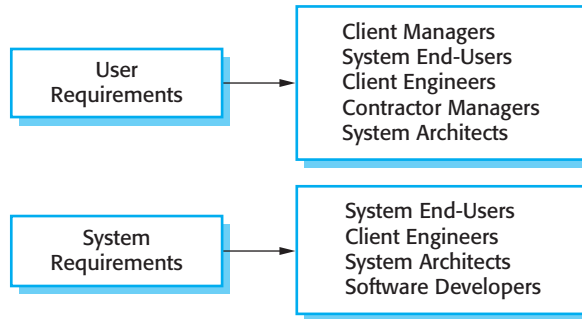 User
Requirements
Client Managers
System End-Users
Client Engineers
Contractor Managers
System Architects
System
Requirements
System End-Users
Client Engineers
System Architects
Software Developers